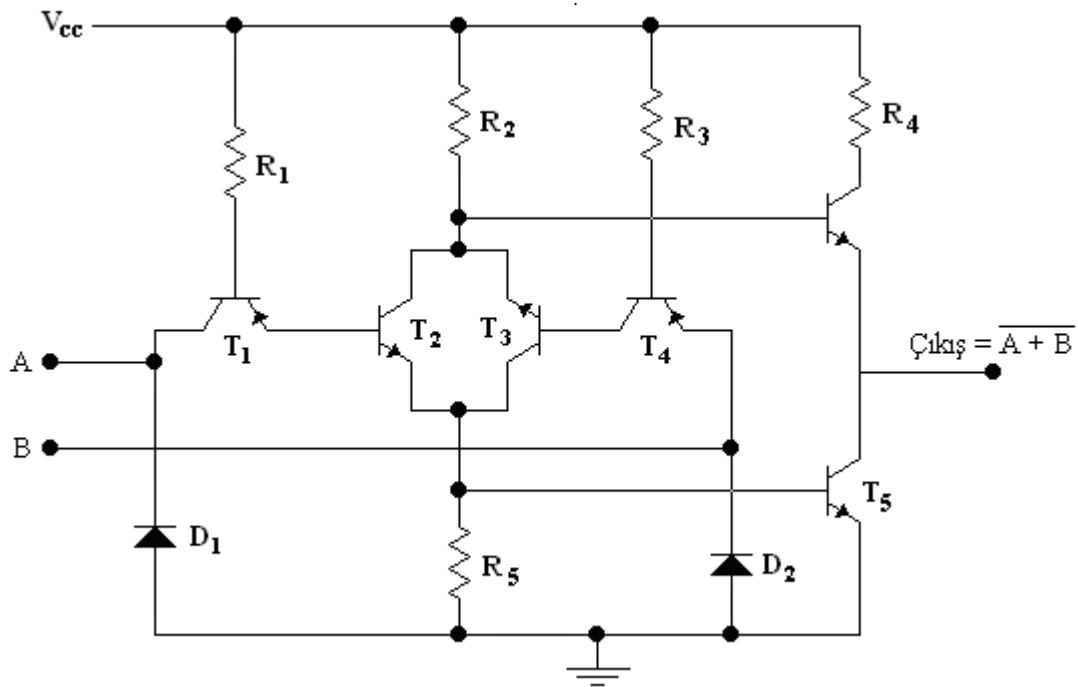 Vcc
R1
R2
R3
R4
T1
T2
T3
T4
A
Çıkış = A + B
B
T5
D1
R5
D2